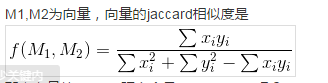 M1,M2为向量，向量的jaccard相似度是
f(M₁, M₂) = ∑ xᵢyᵢ / (∑ xᵢ² + ∑ yᵢ² − ∑ xᵢyᵢ)